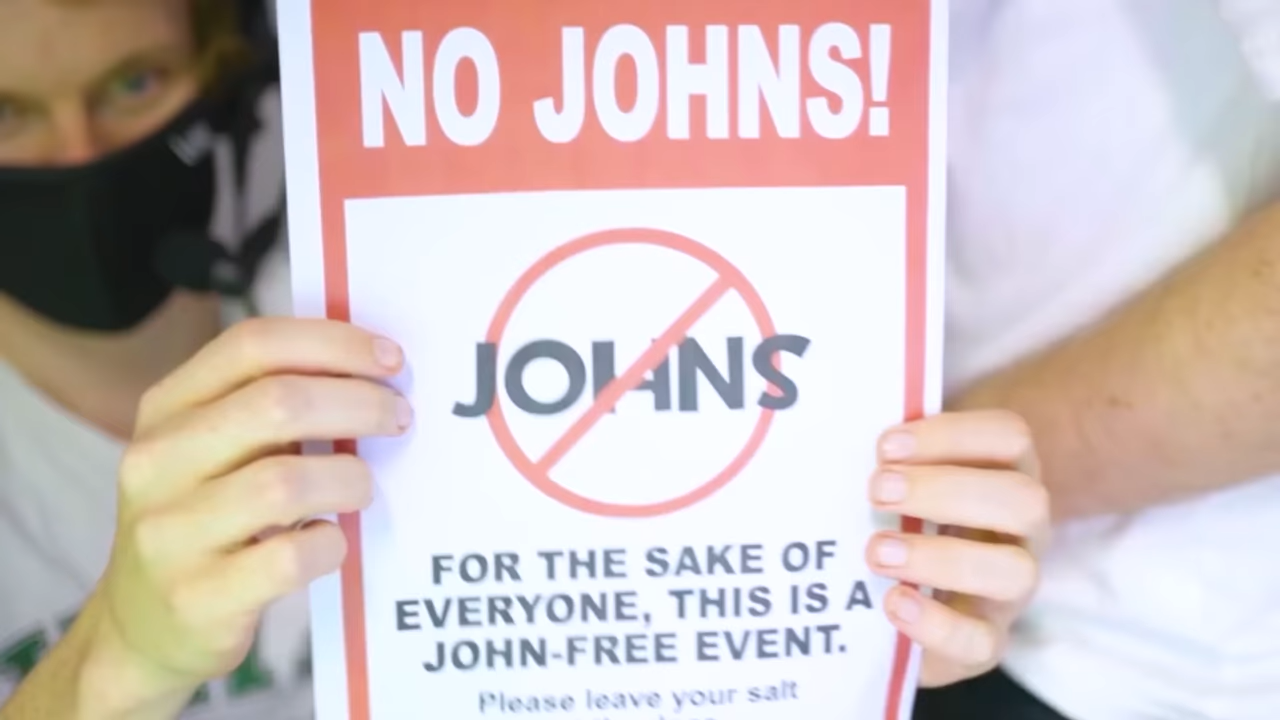 NO JOHNS!
JOHNS
FOR THE SAKE OF
EVERYONE, THIS IS A
JOHN-FREE EVENT.
Please leave your salt